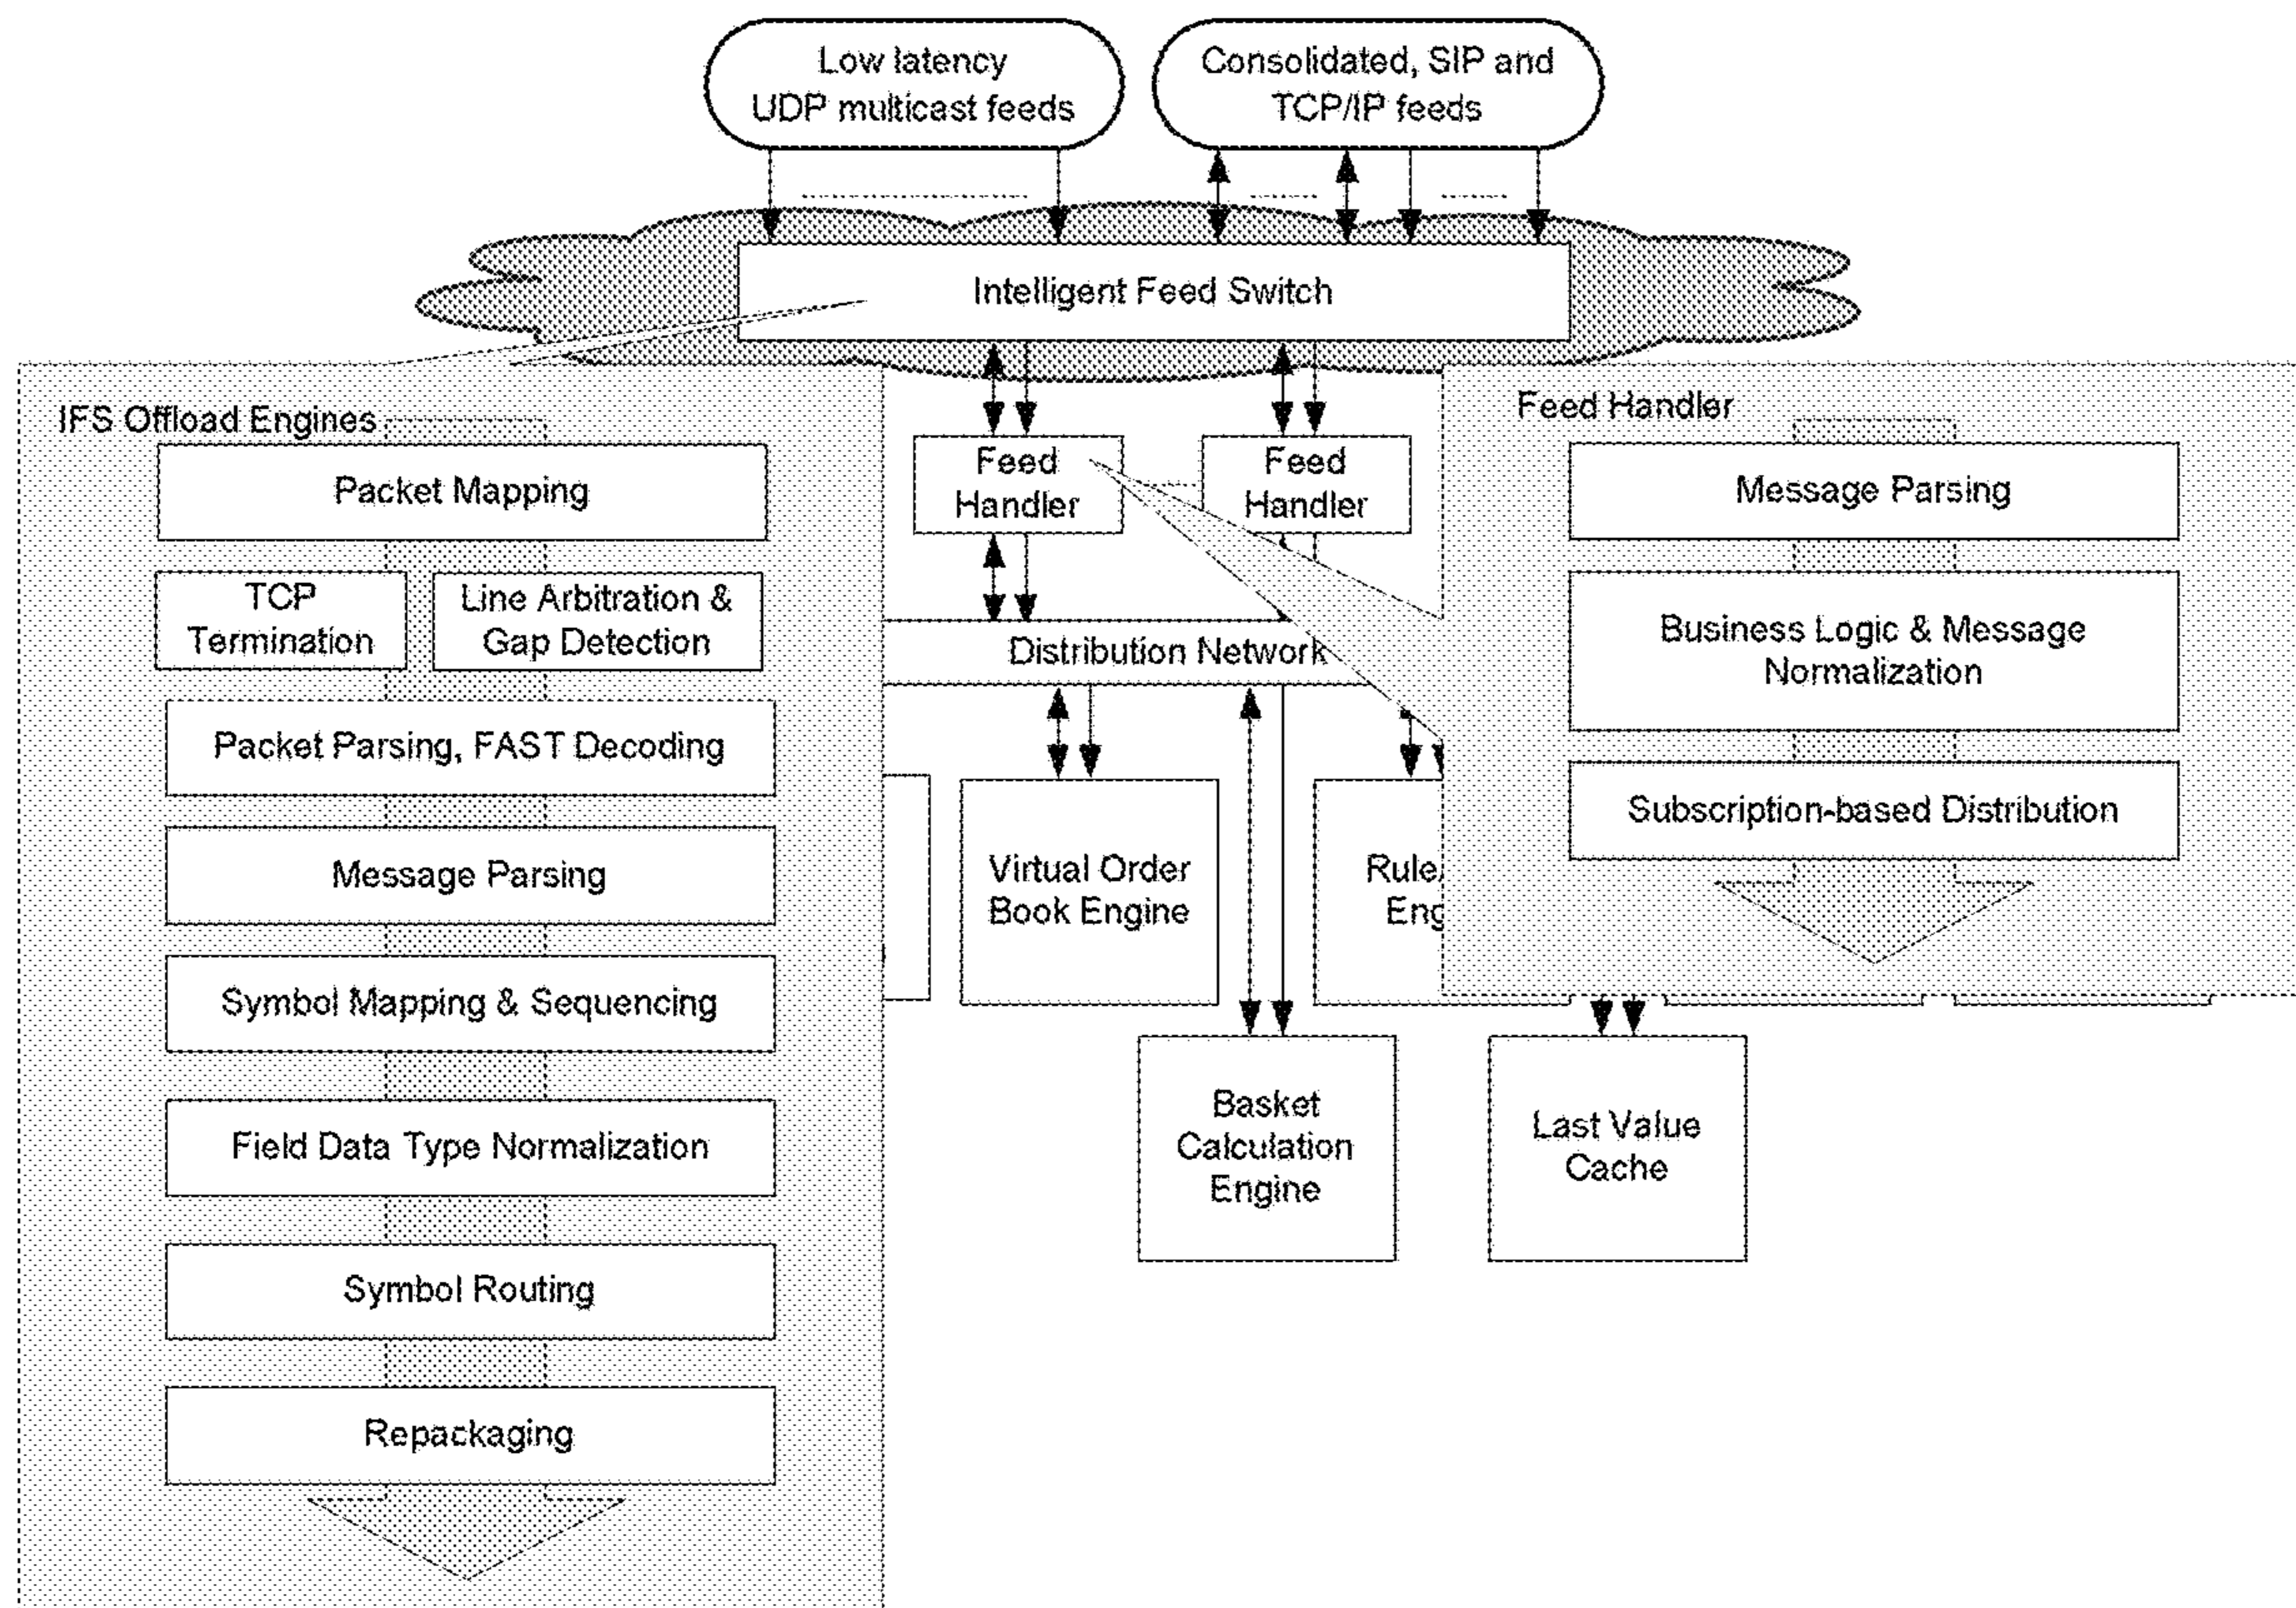 Low latency
UDP multicast feeds
Consolidated, SIP and
TCP/IP feeds
Intelligent Feed Switch
IFS Offload Engines
Packet Mapping
TCP
Termination
Line Arbitration &
Gap Detection
Packet Parsing, FAST Decoding
Message Parsing
Symbol Mapping & Sequencing
Field Data Type Normalization
Symbol Routing
Repackaging
Feed
Handler
Feed
Handler
Distribution Network
Virtual Order
Book Engine
Basket
Calculation
Engine
Last Value
Cache
Feed Handler
Message Parsing
Business Logic & Message
Normalization
Subscription-based Distribution